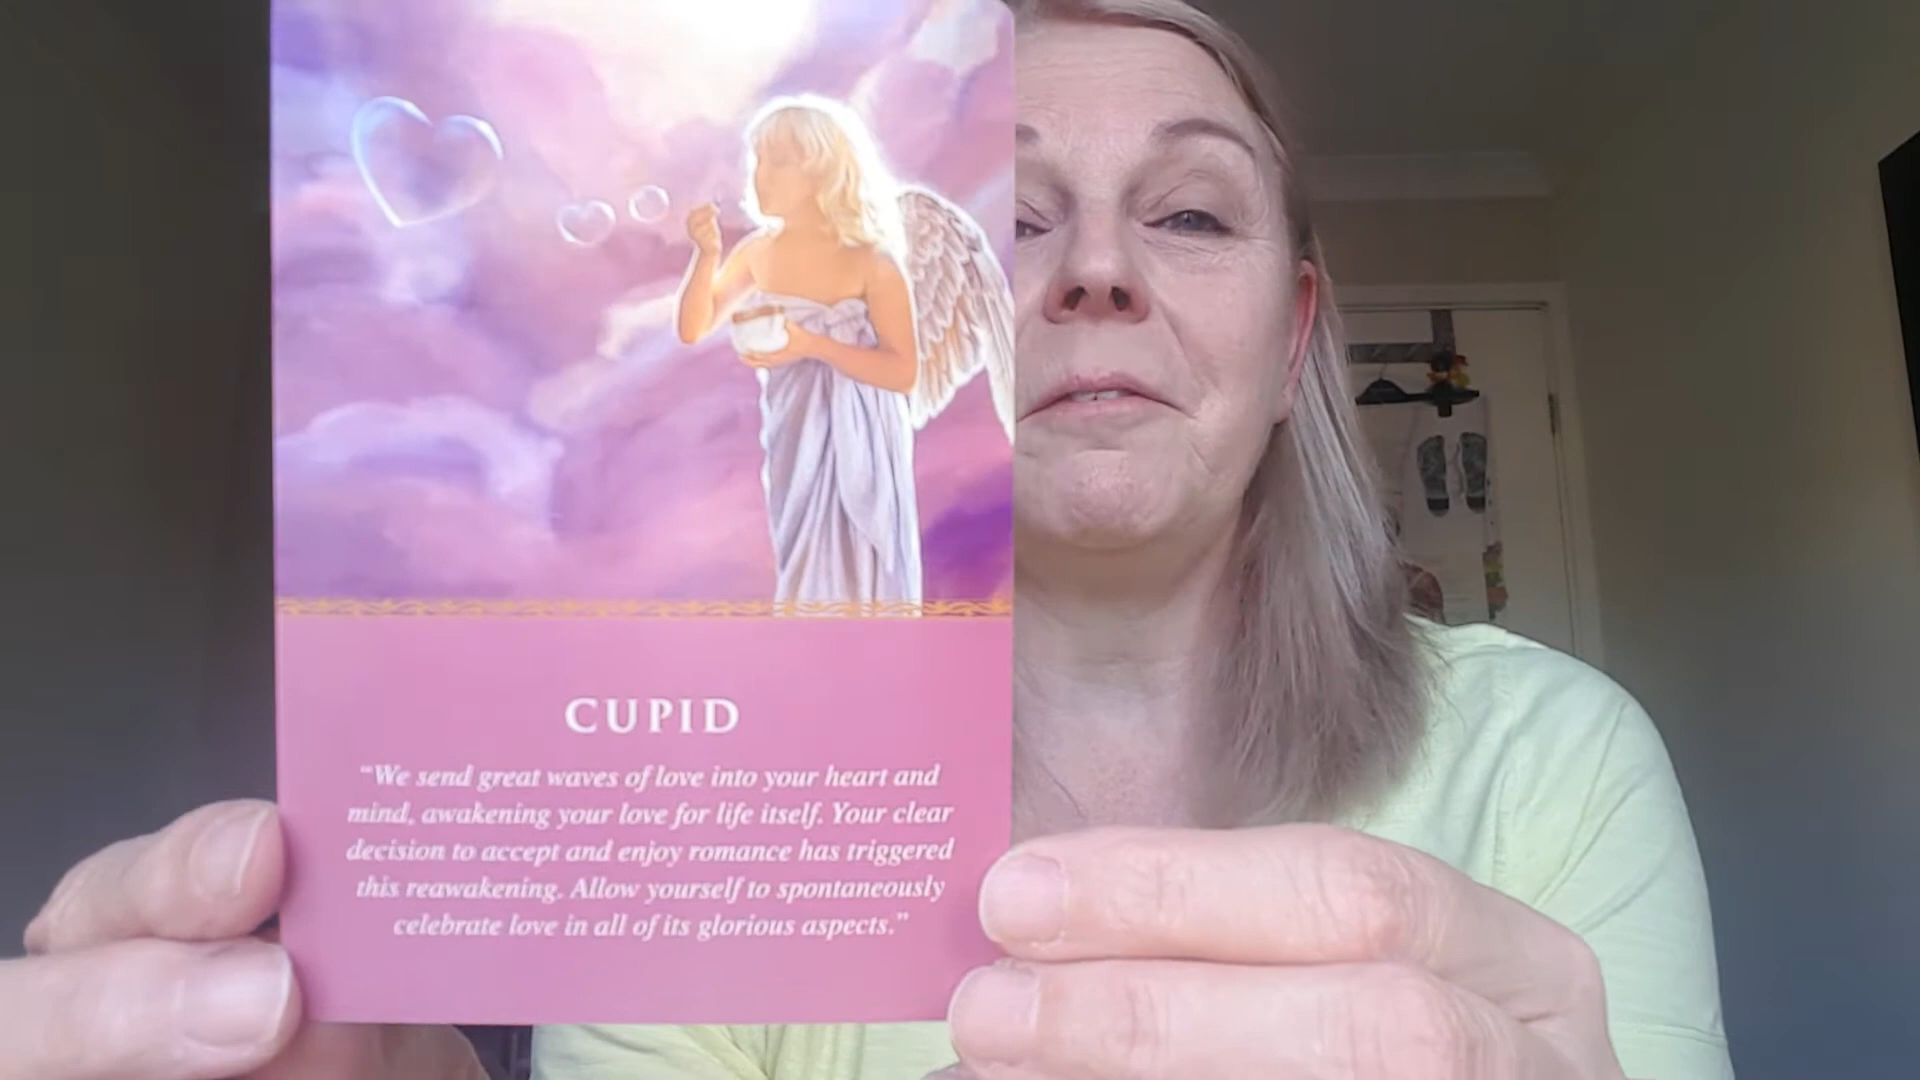 CUPID
“We send great waves of love into your heart and
mind, awakening your love for life itself. Your clear
decision to accept and enjoy romance has triggered
this reawakening. Allow yourself to spontaneously
celebrate love in all of its glorious aspects.”